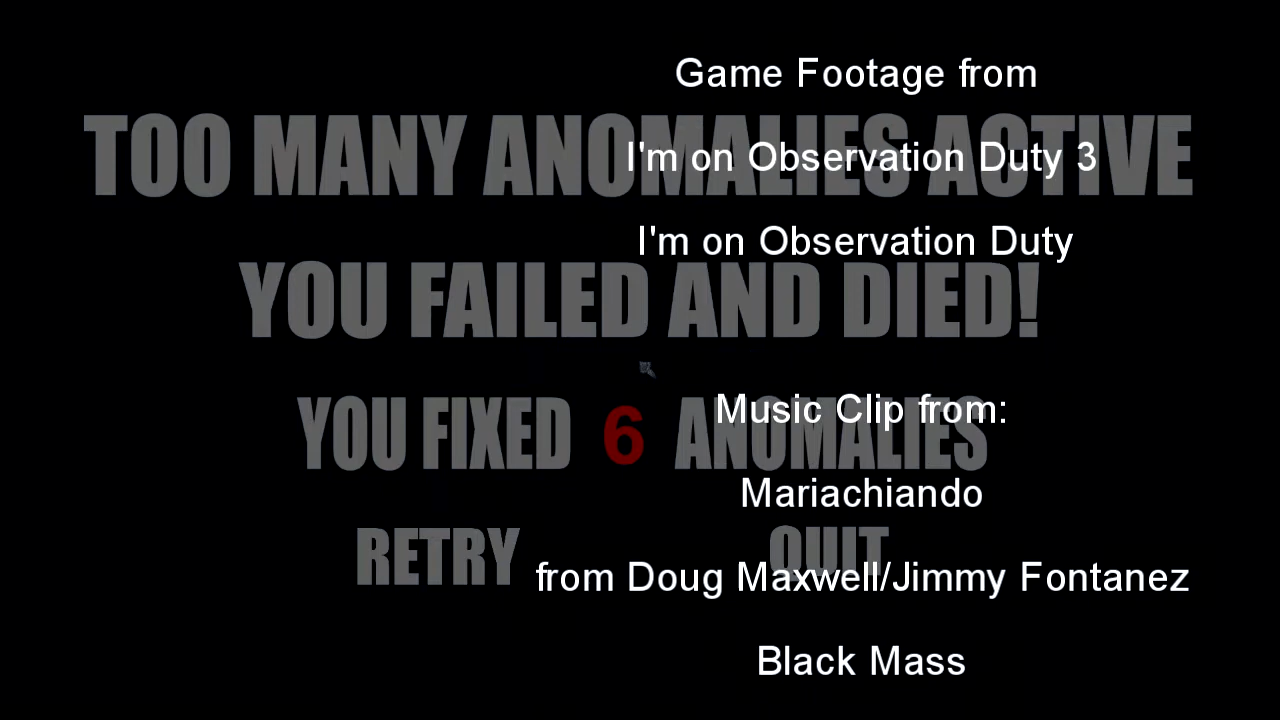 Game Footage from
TOO MANY ANOMALIES ACTIVE
I'm on Observation Duty 3
I'm on Observation Duty
YOU FAILED AND DIED!
Music Clip from:
YOU FIXED 6 ANOMALIES
Mariachiando
RETRY QUIT
from Doug Maxwell/Jimmy Fontanez
Black Mass